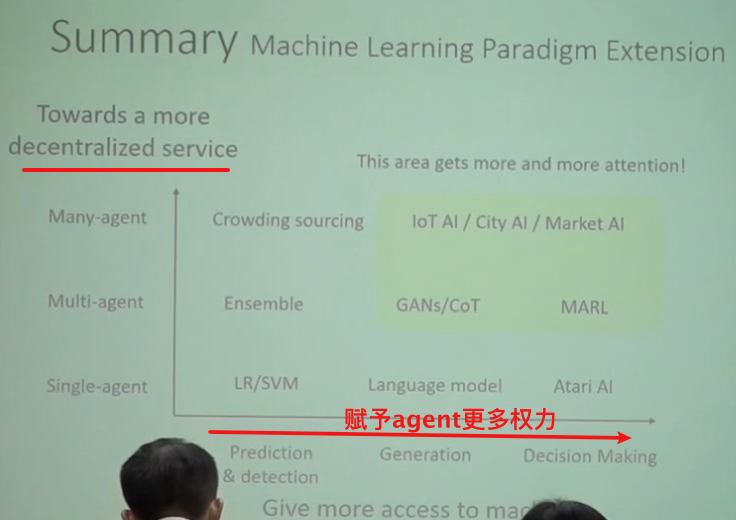 Summary Machine Learning Paradigm Extension
Towards a more
decentralized service
This area gets more and more attention!
Many-agent
Crowding sourcing
IoT AI / City AI / Market AI
Multi-agent
Ensemble
GANs/CoT
MARL
Single-agent
LR/SVM
Language model
Atari AI
赋予agent更多权力
Prediction
& detection
Generation
Decision Making
Give more access to